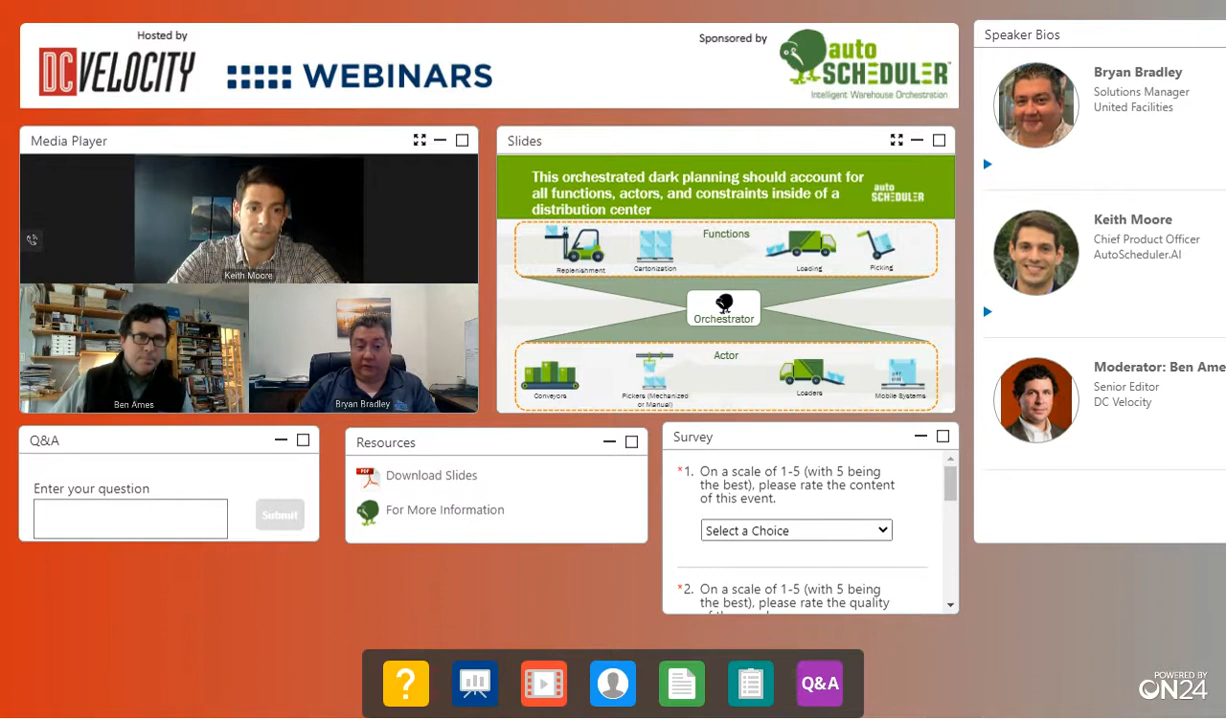 Hosted by
DCVELOCITY
WEBINARS
Sponsored by
auto
SCHEDULER
Intelligent Warehouse Orchestration
Media Player
Keith Moore
Ben Ames
Bryan Bradley
Slides
This orchestrated dark planning should account for
all functions, actors, and constraints inside of a
distribution center
auto
SCHEDULER
Functions
Replenishment
Cartonization
Loading
Picking
Orchestrator
Actor
Conveyors
Pickers (Mechanized
or Manual)
Loaders
Mobile Systems
Speaker Bios
Bryan Bradley
Solutions Manager
United Facilities
Keith Moore
Chief Product Officer
AutoScheduler.AI
Moderator: Ben Ame
Senior Editor
DC Velocity
Q&A
Enter your question
Submit
Resources
PDF
Download Slides
For More Information
Survey
*1. On a scale of 1-5 (with 5 being
the best), please rate the content
of this event.
Select a Choice
*2. On a scale of 1-5 (with 5 being
the best), please rate the quality
?
Q&A
POWERED BY
ON24